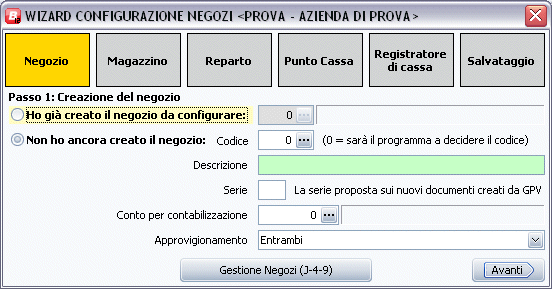 WIZARD CONFIGURAZIONE NEGOZI <PROVA - AZIENDA DI PROVA>
Negozio
Magazzino
Reparto
Punto Cassa
Registratore
di cassa
Salvataggio
Passo 1: Creazione del negozio
Ho già creato il negozio da configurare: 0 ...
Non ho ancora creato il negozio: Codice 0 ... (0 = sarà il programma a decidere il codice)
Descrizione
Serie La serie proposta sui nuovi documenti creati da GPV
Conto per contabilizzazione 0 ...
Approvigionamento Entrambi
Gestione Negozi (J-4-9) Avanti